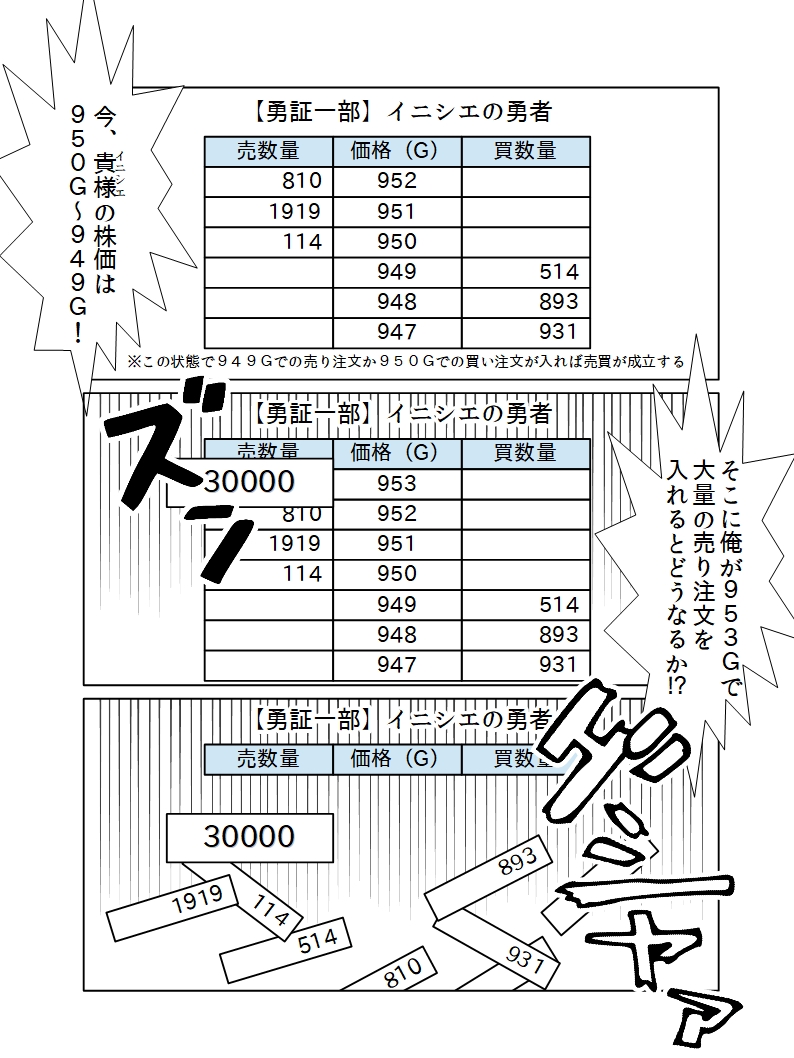 今、貴様の株価は
イニシエ
９５０Ｇ～９４９Ｇ！
【勇証一部】イニシエの勇者
売数量 価格（G） 買数量
810 952
1919 951
114 950
949 514
948 893
947 931
※この状態で９４９Ｇでの売り注文か９５０Ｇでの買い注文が入れば売買が成立する
そこに俺が９５３Ｇで
大量の売り注文を
入れるとどうなるか!?
【勇証一部】イニシエの勇者
売数量 価格（G） 買数量
30000 953
810 952
1919 951
114 950
949 514
948 893
947 931
ズン
【勇証一部】イニシエの勇者
売数量 価格（G） 買数量
30000
893
1919
114
514
931
810
ゲシャア